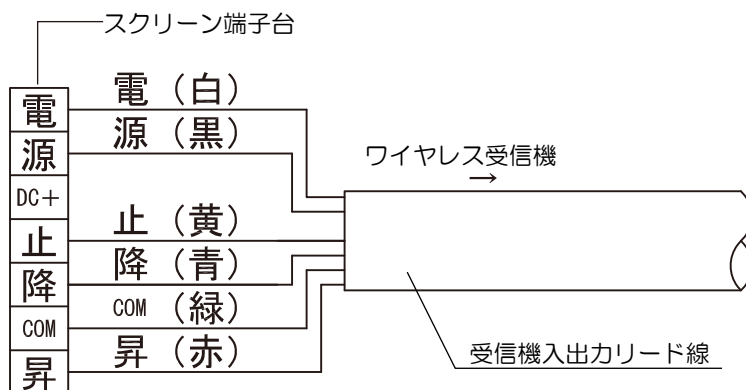 スクリーン端子台
電
源
DC＋
止
降
COM
昇
電（白）
源（黒）
止（黄）
降（青）
COM（緑）
昇（赤）
ワイヤレス受信機
→
受信機入出力リード線